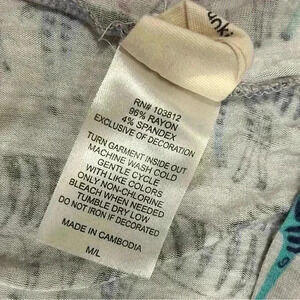 RN# 103812
96% RAYON
4% SPANDEX
EXCLUSIVE OF DECORATION
TURN GARMENT INSIDE OUT
MACHINE WASH COLD
GENTLE CYCLE
WITH LIKE COLORS
ONLY NON-CHLORINE
BLEACH WHEN NEEDED
TUMBLE DRY LOW
DO NOT IRON IF DECORATED
MADE IN CAMBODIA
M/L